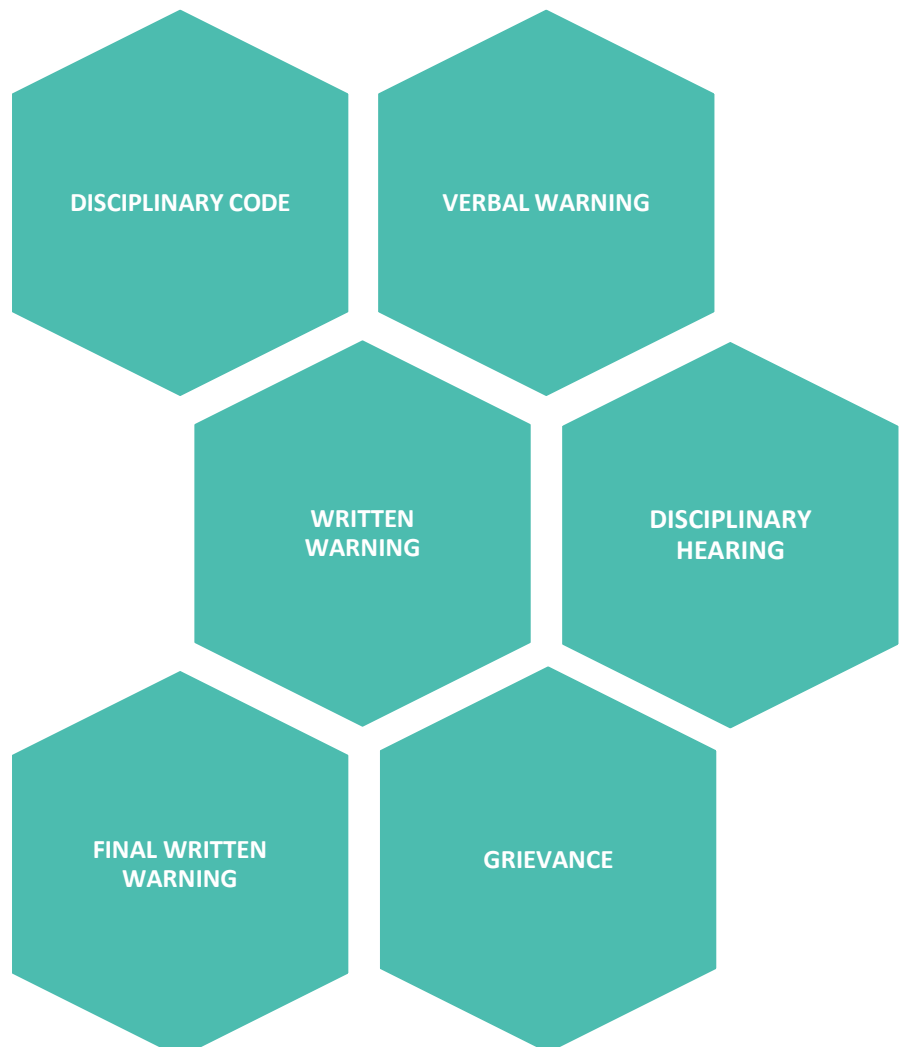 DISCIPLINARY CODE
VERBAL WARNING
WRITTEN
WARNING
DISCIPLINARY
HEARING
FINAL WRITTEN
WARNING
GRIEVANCE